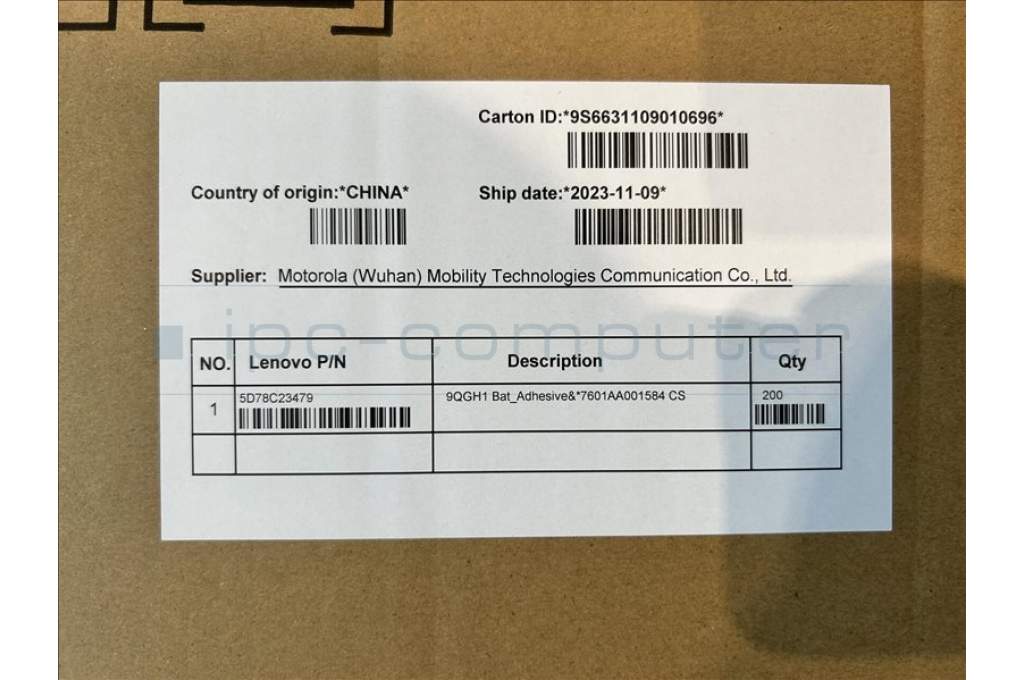 Carton ID:*9S6631109010696*
Country of origin:*CHINA*
Ship date:*2023-11-09*
Supplier: Motorola (Wuhan) Mobility Technologies Communication Co., Ltd.
ipc-computer
NO. Lenovo P/N Description Qty
1 5D78C23479 9QGH1 Bat_Adhesive&*7601AA001584 CS 200